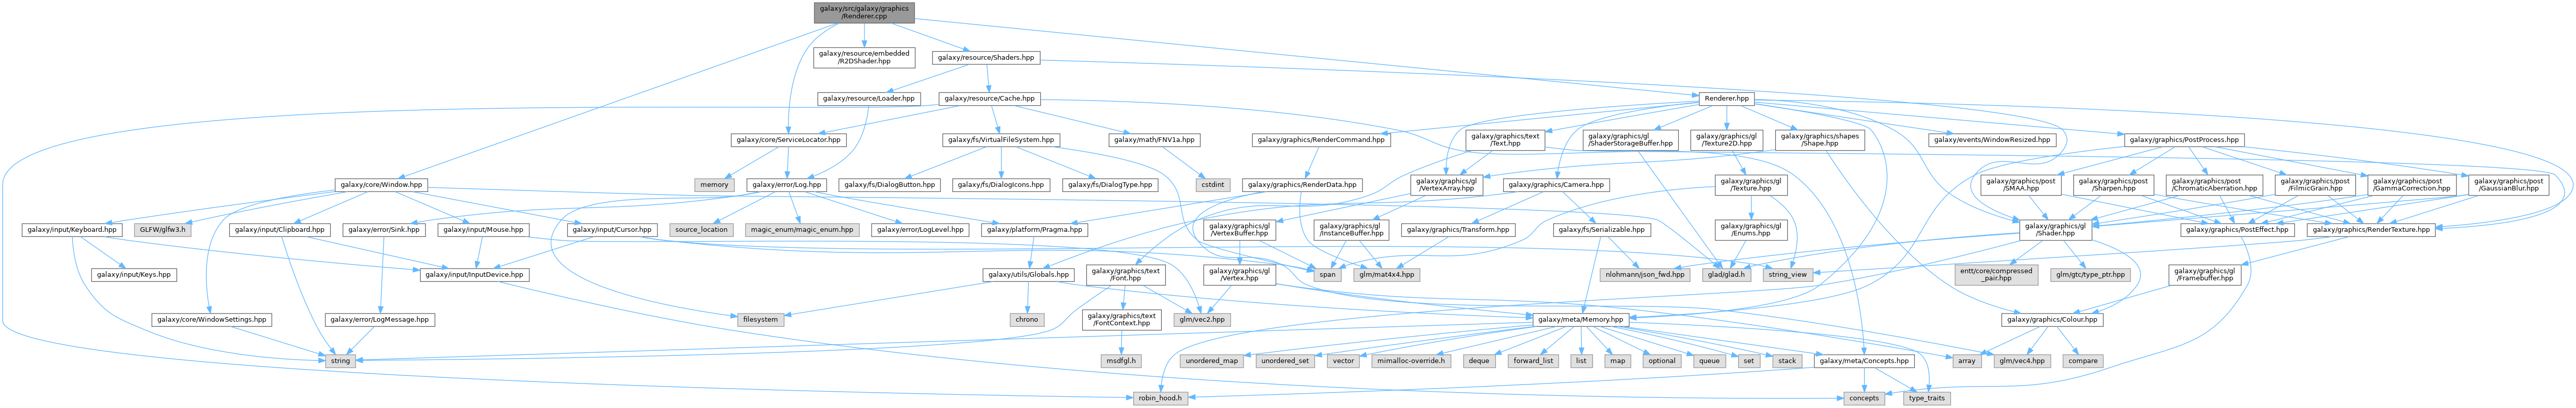 galaxy/src/galaxy/graphics
/Renderer.cpp
galaxy/resource/embedded
/R2DShader.hpp
galaxy/resource/Shaders.hpp
galaxy/resource/Loader.hpp
galaxy/resource/Cache.hpp
Renderer.hpp
galaxy/core/ServiceLocator.hpp
galaxy/fs/VirtualFileSystem.hpp
galaxy/math/FNV1a.hpp
galaxy/graphics/RenderCommand.hpp
galaxy/graphics/text
/Text.hpp
galaxy/graphics/gl
/ShaderStorageBuffer.hpp
galaxy/graphics/gl
/Texture2D.hpp
galaxy/graphics/shapes
/Shape.hpp
galaxy/events/WindowResized.hpp
galaxy/graphics/PostProcess.hpp
galaxy/core/Window.hpp
memory
galaxy/error/Log.hpp
galaxy/fs/DialogButton.hpp
galaxy/fs/DialogIcons.hpp
galaxy/fs/DialogType.hpp
cstdint
galaxy/graphics/RenderData.hpp
galaxy/graphics/gl
/VertexArray.hpp
galaxy/graphics/Camera.hpp
galaxy/graphics/gl
/Texture.hpp
galaxy/graphics/post
/SMAA.hpp
galaxy/graphics/post
/Sharpen.hpp
galaxy/graphics/post
/ChromaticAberration.hpp
galaxy/graphics/post
/FilmicGrain.hpp
galaxy/graphics/post
/GammaCorrection.hpp
galaxy/graphics/post
/GaussianBlur.hpp
galaxy/input/Keyboard.hpp
GLFW/glfw3.h
galaxy/input/Clipboard.hpp
galaxy/error/Sink.hpp
galaxy/input/Mouse.hpp
galaxy/input/Cursor.hpp
source_location
magic_enum/magic_enum.hpp
galaxy/error/LogLevel.hpp
galaxy/platform/Pragma.hpp
galaxy/graphics/gl
/VertexBuffer.hpp
galaxy/graphics/gl
/InstanceBuffer.hpp
galaxy/graphics/Transform.hpp
galaxy/fs/Serializable.hpp
galaxy/graphics/gl
/Enums.hpp
galaxy/graphics/gl
/Shader.hpp
galaxy/graphics/PostEffect.hpp
galaxy/graphics/RenderTexture.hpp
galaxy/input/Keys.hpp
galaxy/input/InputDevice.hpp
galaxy/utils/Globals.hpp
galaxy/graphics/text
/Font.hpp
galaxy/graphics/gl
/Vertex.hpp
span
glm/mat4x4.hpp
nlohmann/json_fwd.hpp
glad/glad.h
string_view
entt/core/compressed
_pair.hpp
glm/gtc/type_ptr.hpp
galaxy/graphics/gl
/Framebuffer.hpp
galaxy/core/WindowSettings.hpp
galaxy/error/LogMessage.hpp
filesystem
chrono
galaxy/graphics/text
/FontContext.hpp
glm/vec2.hpp
galaxy/meta/Memory.hpp
galaxy/graphics/Colour.hpp
string
msdfgl.h
unordered_map
unordered_set
vector
mimalloc-override.h
deque
forward_list
list
map
optional
queue
set
stack
galaxy/meta/Concepts.hpp
array
glm/vec4.hpp
compare
robin_hood.h
concepts
type_traits